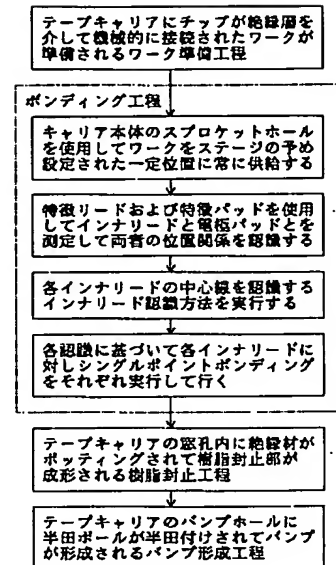 テープキャリアにチップが絶縁層を
介して機械的に接続されたワークが
準備されるワーク準備工程
ボンディング工程
キャリア本体のスプロケットホール
を使用してワークをステージの予め
設定された一定位置に常に供給する
特徴リードおよび特徴パッドを使用
してインナリードと電極パッドとを
測定して両者の位置関係を認識する
各インナリードの中心線を認識する
インナリード認識方法を実行する
各認識に基づいて各インナリードに
対しシングルポイントボンディング
をそれぞれ実行して行く
テープキャリアの窓孔内に絶縁材が
ポッティングされて樹脂封止部が
成形される樹脂封止工程
テープキャリアのバンプホールに
半田ボールが半田付けされてバンプ
が形成されるバンプ形成工程